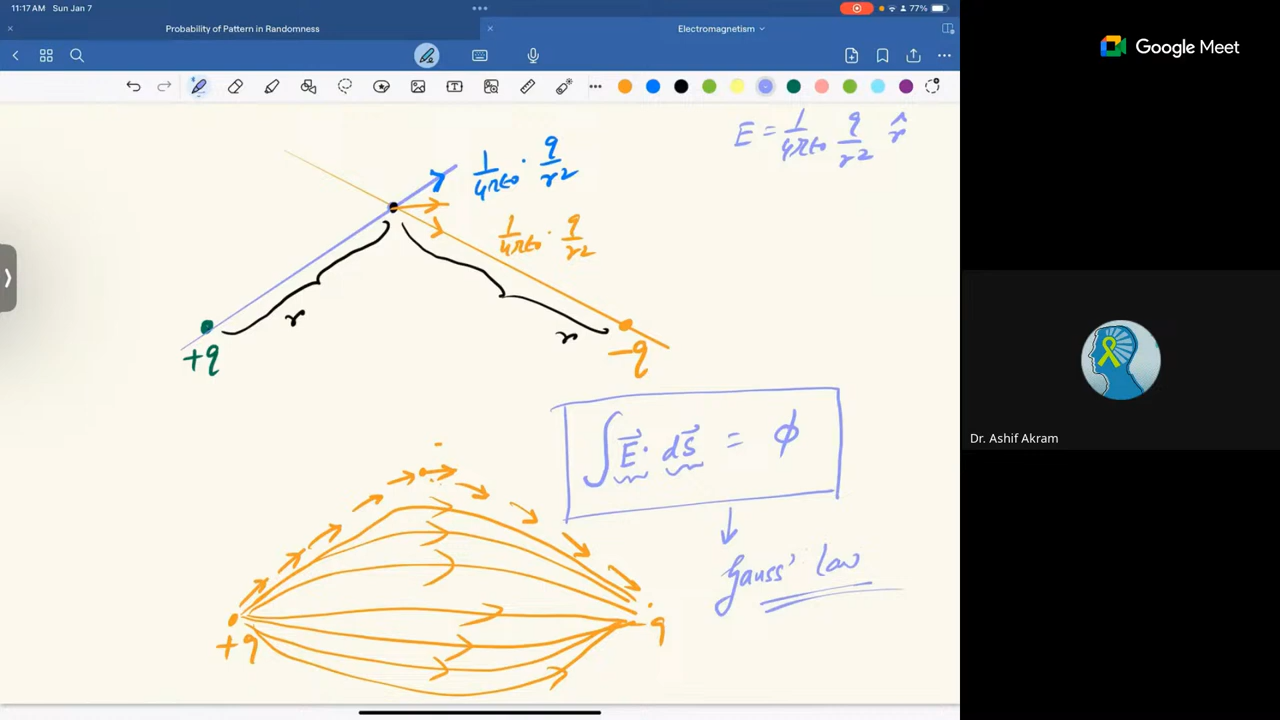 11:17 AM Sun Jan 7
77%
Probability of Pattern in Randomness
Electromagnetism
Google Meet
E = 1/4πε0 q/r2 r̂
1/4πε0 · q/r2
1/4πε0 · q/r2
r
r
+q
−q
∫ E⃗ · dS⃗ = ϕ
Gauss' law
+q
−q
Dr. Ashif Akram